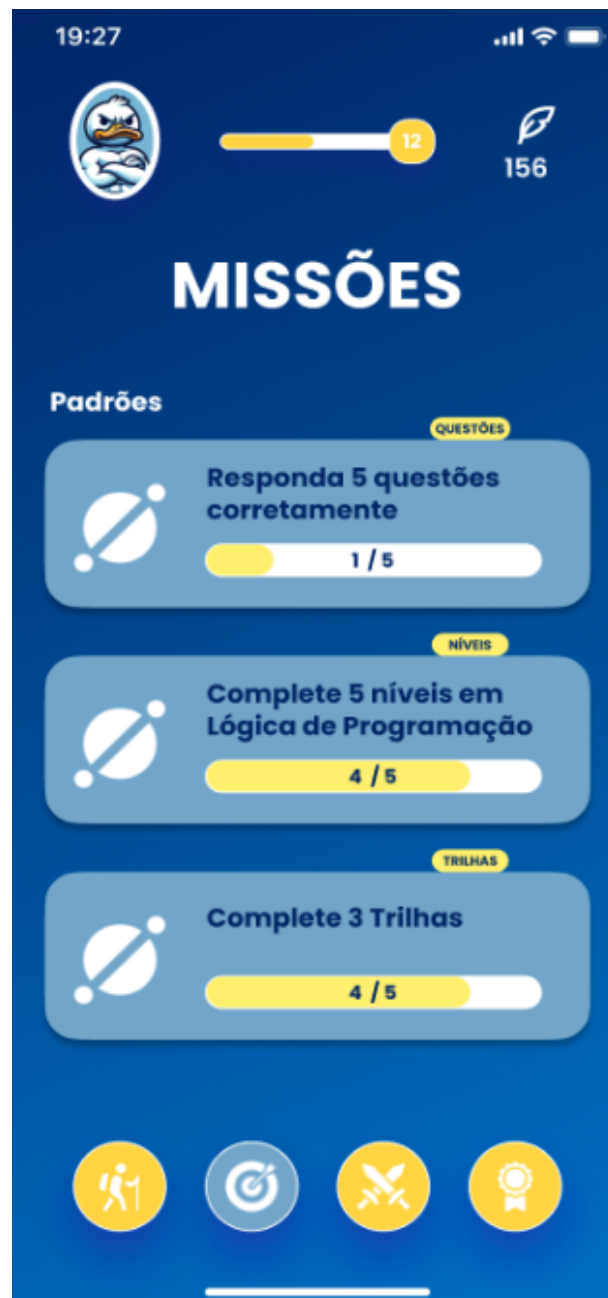 19:27
12
156
MISSÕES
Padrões
QUESTÕES
Responda 5 questões
corretamente
1 / 5
NÍVEIS
Complete 5 níveis em
Lógica de Programação
4 / 5
TRILHAS
Complete 3 Trilhas
4 / 5